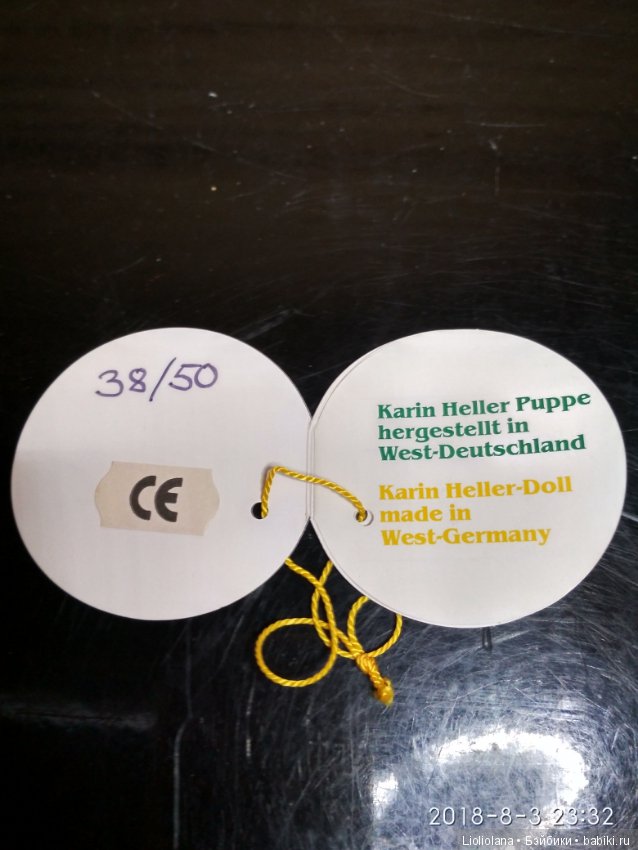 38/50
CE
Karin Heller Puppe
hergestellt in
West-Deutschland
Karin Heller-Doll
made in
West-Germany
2018-8-3 23:32
Lioliolana • Бэйбики • babiki.ru